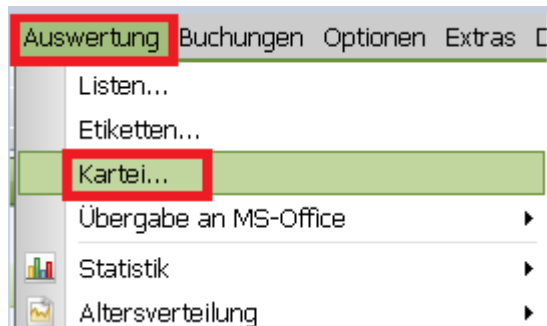 Auswertung Buchungen Optionen Extras
Listen...
Etiketten...
Kartei...
Übergabe an MS-Office
Statistik
Altersverteilung